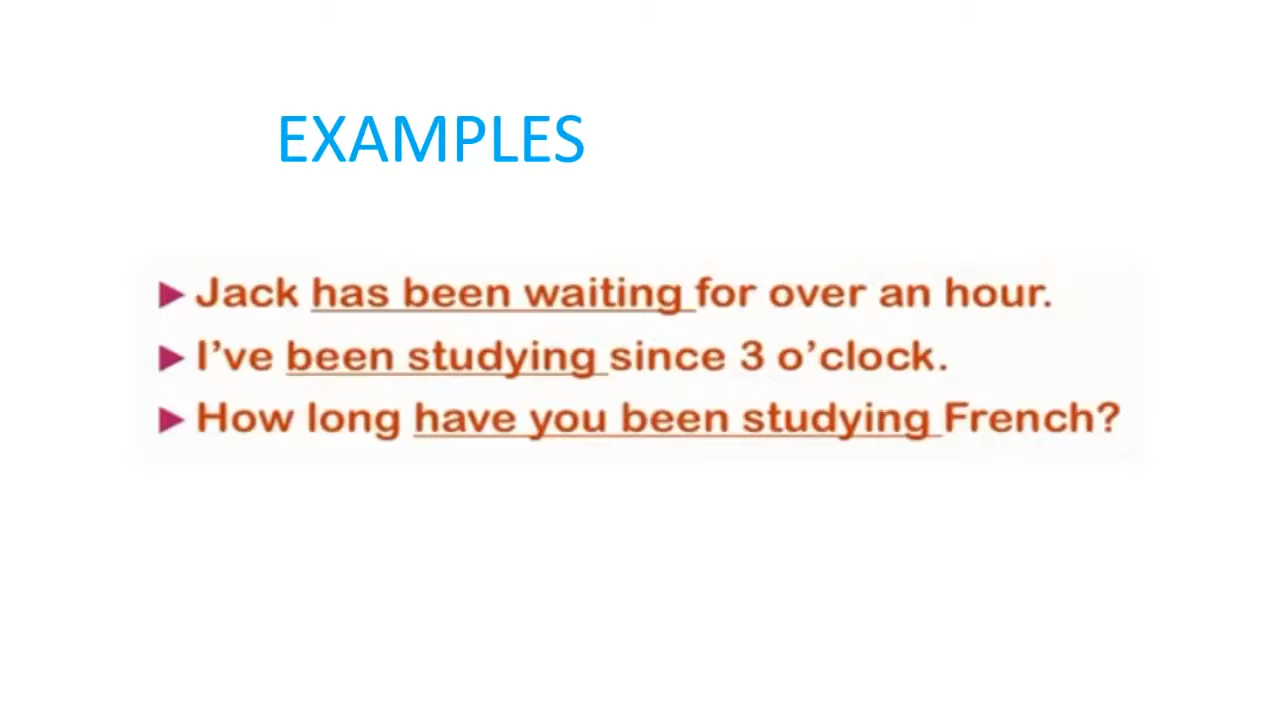 EXAMPLES
►Jack has been waiting for over an hour.
►I’ve been studying since 3 o’clock.
►How long have you been studying French?